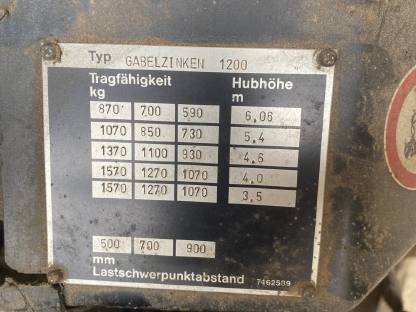 Typ GABELZINKEN 1200
Tragfähigkeit Hubhöhe
kg m
870 700 590 6,06
1070 850 730 5,4
1370 1100 930 4,6
1570 1270 1070 4,0
1570 1270 1070 3,5
500 700 900
mm
Lastschwerpunktabstand 7462589